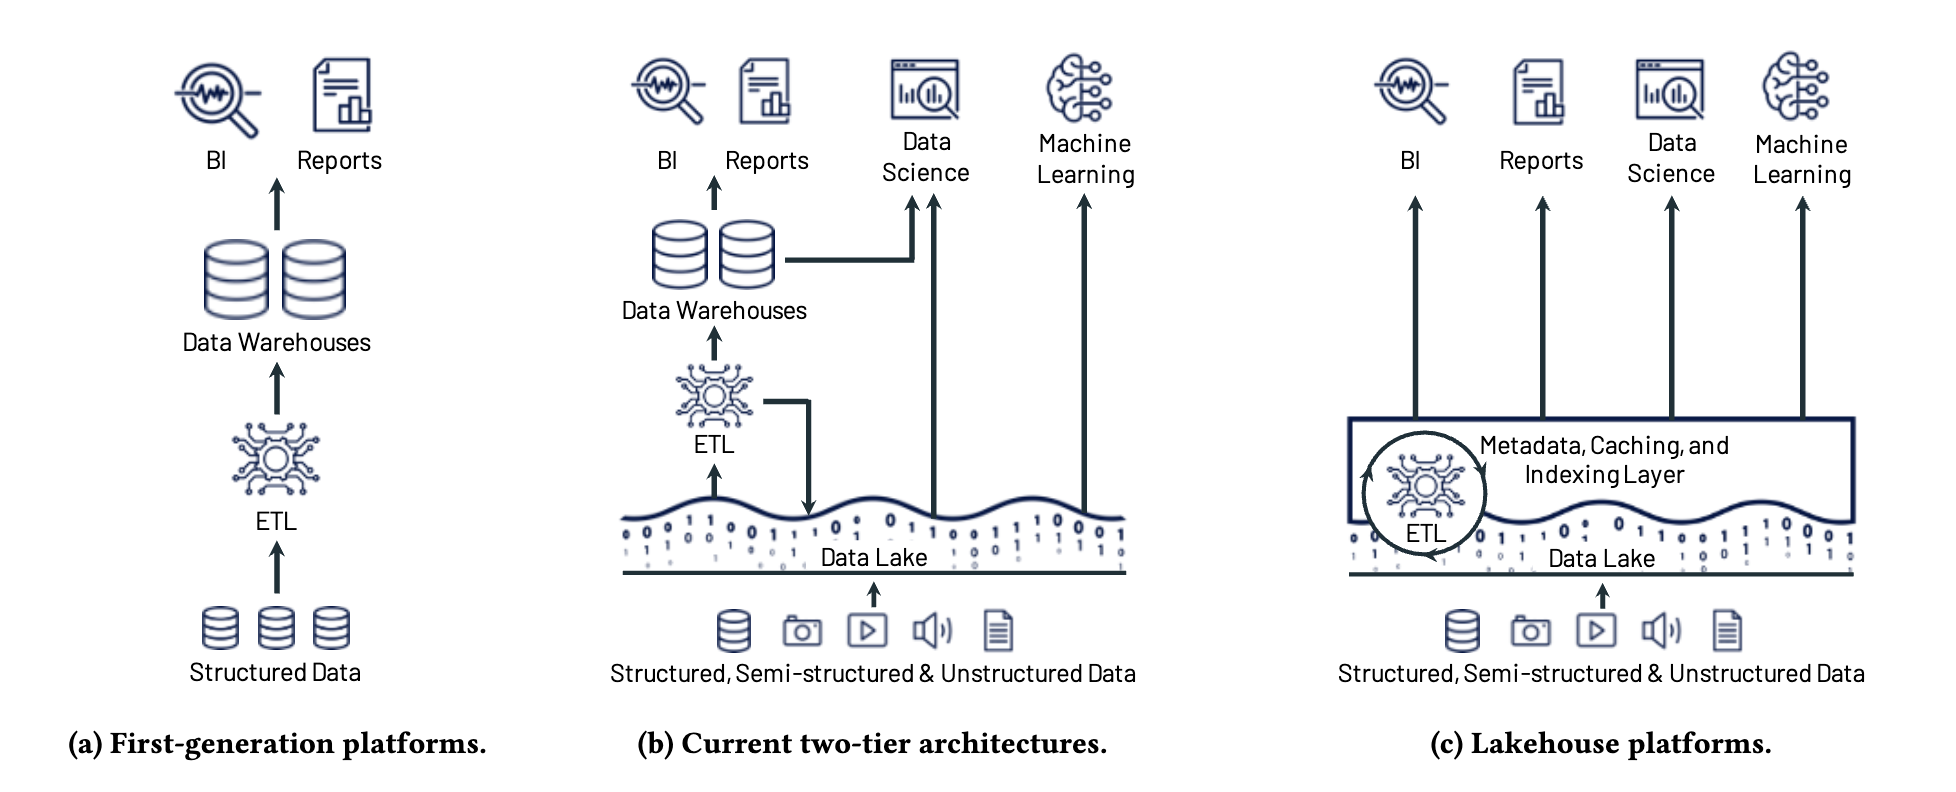 BI
Reports
Data Warehouses
ETL
Structured Data
(a) First-generation platforms.
BI
Reports
Data
Science
Machine
Learning
Data Warehouses
ETL
Data Lake
Structured, Semi-structured & Unstructured Data
(b) Current two-tier architectures.
BI
Reports
Data
Science
Machine
Learning
Metadata, Caching, and
Indexing Layer
ETL
Data Lake
Structured, Semi-structured & Unstructured Data
(c) Lakehouse platforms.